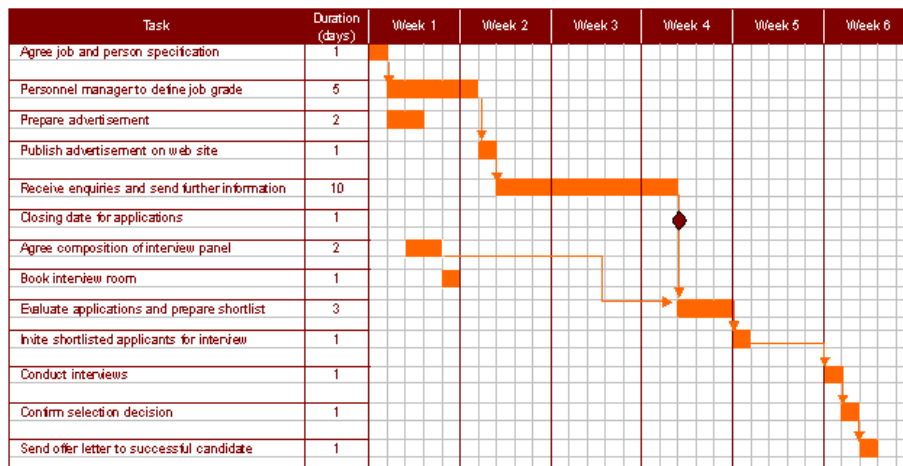 Task Duration (days) Week 1 Week 2 Week 3 Week 4 Week 5 Week 6
Agree job and person specification 1
Personnel manager to define job grade 5
Prepare advertisement 2
Publish advertisement on web site 1
Receive enquiries and send further information 10
Closing date for applications 1
Agree composition of interview panel 2
Book interview room 1
Evaluate applications and prepare shortlist 3
Invite shortlisted applicants for interview 1
Conduct interviews 1
Confirm selection decision 1
Send offer letter to successful candidate 1